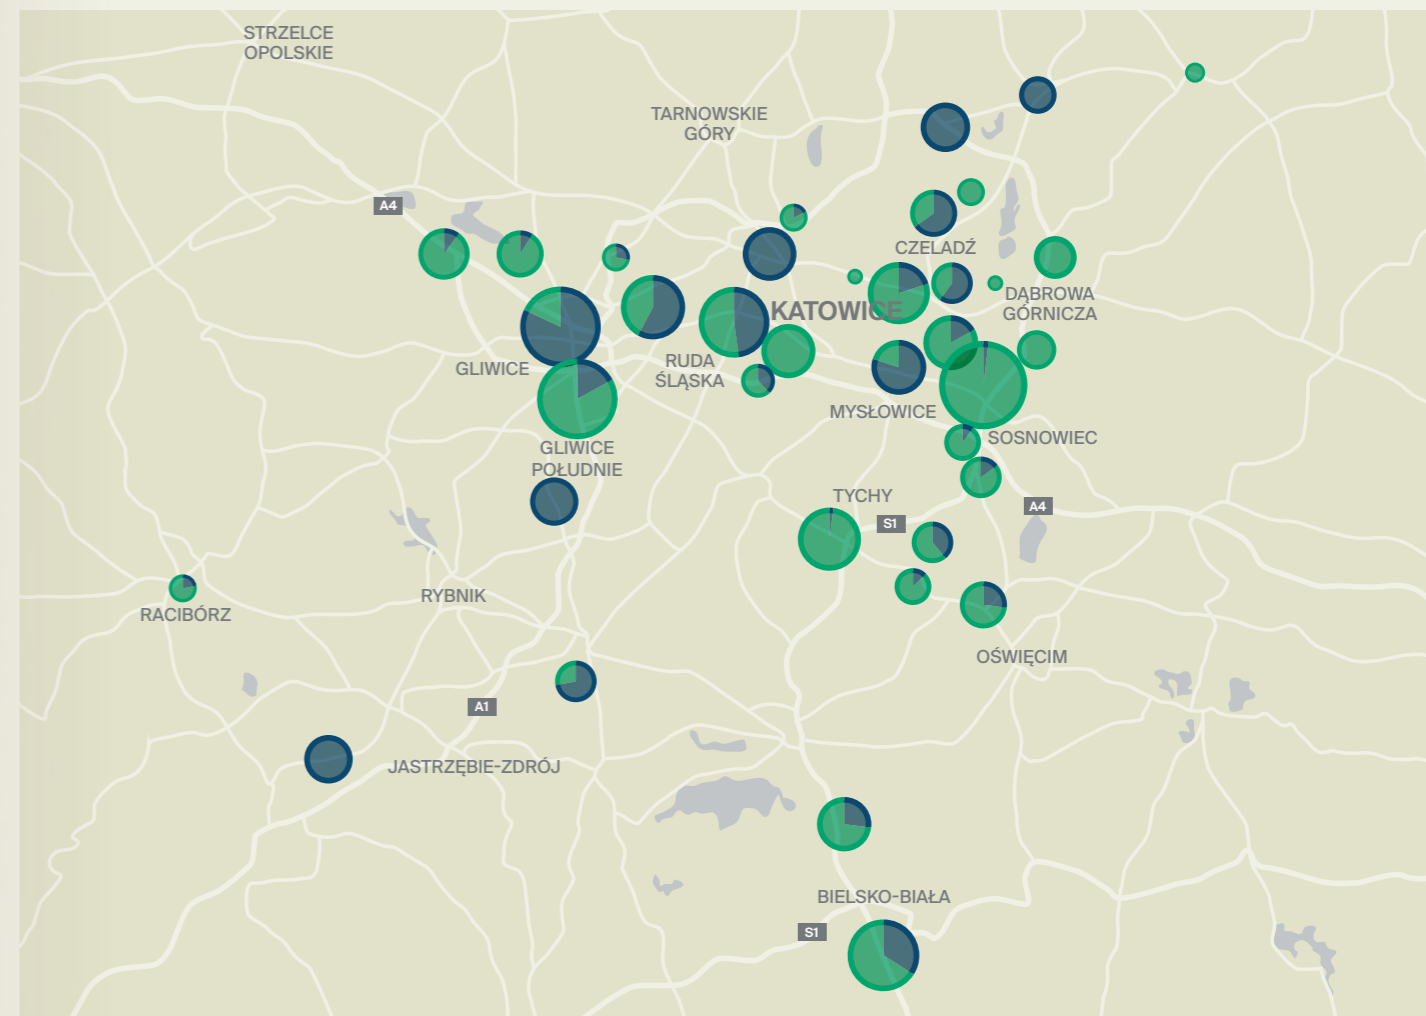 STRZELCE
OPOLSKIE
TARNOWSKIE
GÓRY
A4
CZELADŹ
DĄBROWA
GÓRNICZA
KATOWICE
GLIWICE
RUDA
ŚLĄSKA
MYSŁOWICE
SOSNOWIEC
GLIWICE
POŁUDNIE
TYCHY
A4
S1
RYBNIK
RACIBÓRZ
OŚWIĘCIM
A1
JASTRZĘBIE-ZDRÓJ
BIELSKO-BIAŁA
S1